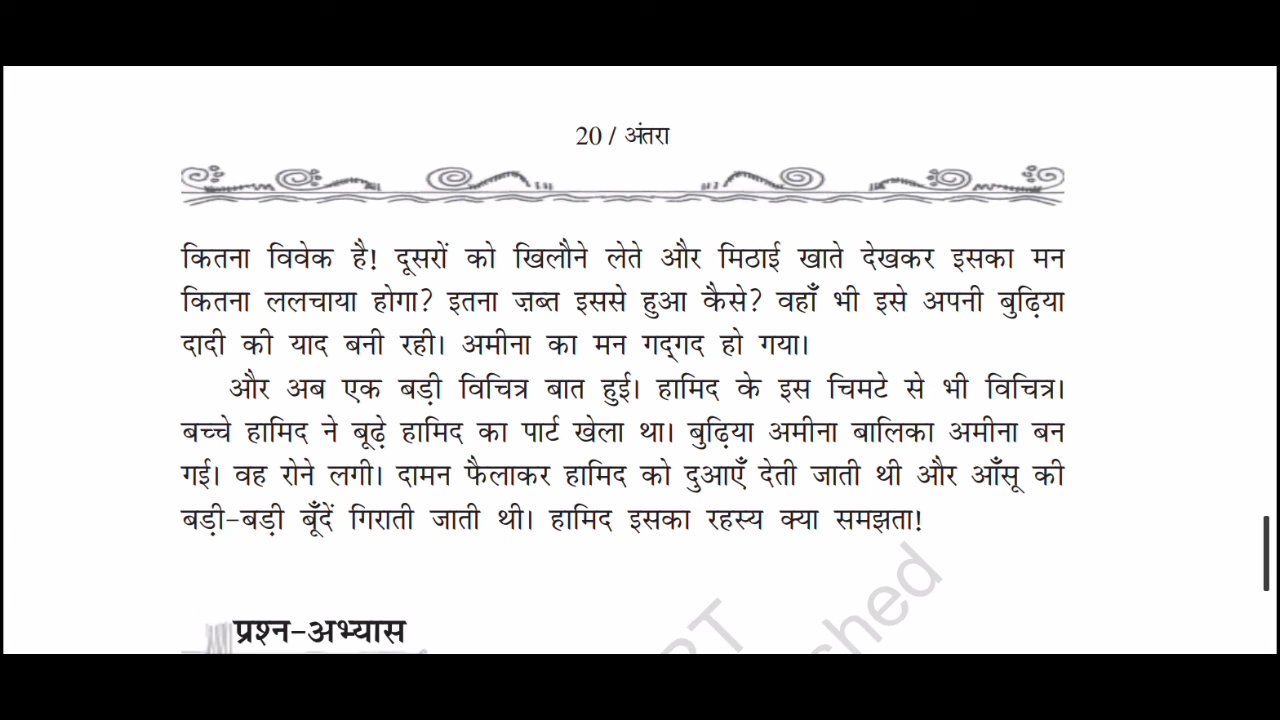 20 / अंतरा
कितना विवेक है! दूसरों को खिलौने लेते और मिठाई खाते देखकर इसका मन
कितना ललचाया होगा? इतना ज़ब्त इससे हुआ कैसे? वहाँ भी इसे अपनी बुढ़िया
दादी की याद बनी रही। अमीना का मन गद्‍गद हो गया।
और अब एक बड़ी विचित्र बात हुई। हामिद के इस चिमटे से भी विचित्र।
बच्चे हामिद ने बूढ़े हामिद का पार्ट खेला था। बुढ़िया अमीना बालिका अमीना बन
गई। वह रोने लगी। दामन फैलाकर हामिद को दुआएँ देती जाती थी और आँसू की
बड़ी-बड़ी बूँदें गिराती जाती थी। हामिद इसका रहस्य क्या समझता!
प्रश्न-अभ्यास